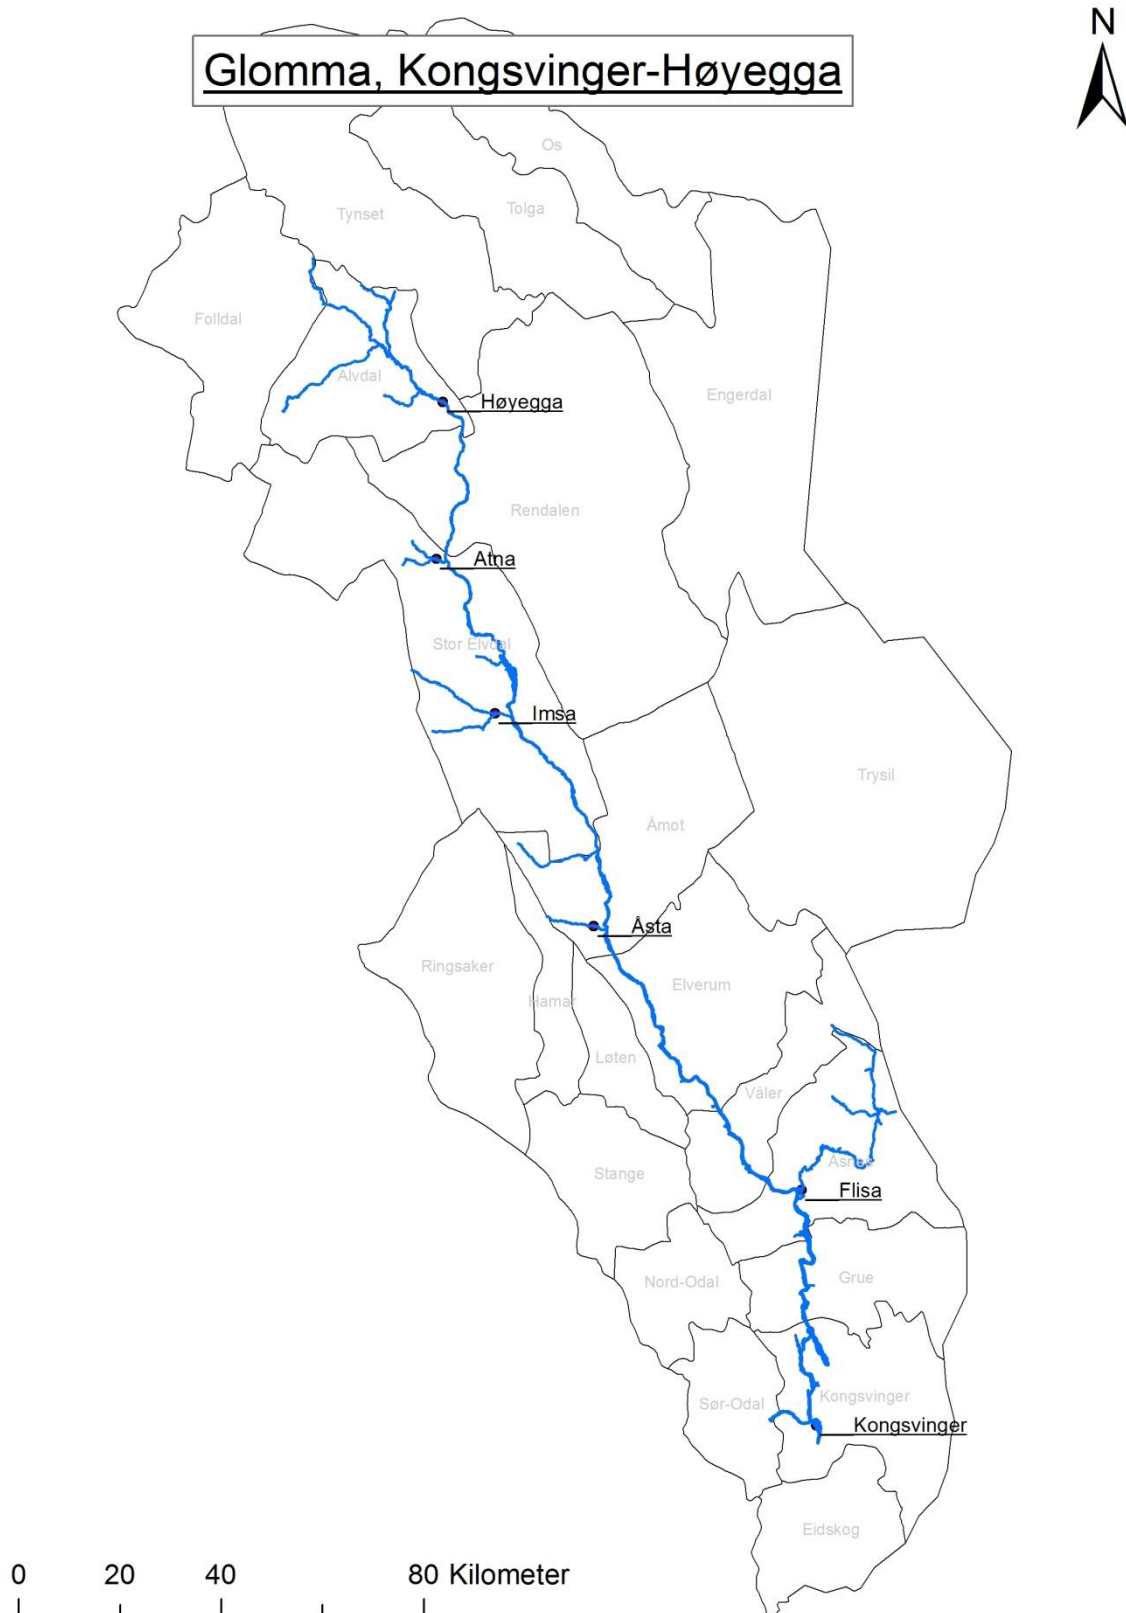 N
Glomma, Kongsvinger-Høyegga
Os
Tolga
Tynset
Folldal
Alvdal
Engerdal
Høyegga
Rendalen
Atna
Stor Elvdal
Imsa
Trysil
Åmot
Åsta
Ringsaker
Elverum
Hamar
Løten
Våler
Åsnes
Stange
Flisa
Nord-Odal
Grue
Sør-Odal
Kongsvinger
Kongsvinger
Eidskog
0 20 40 80 Kilometer